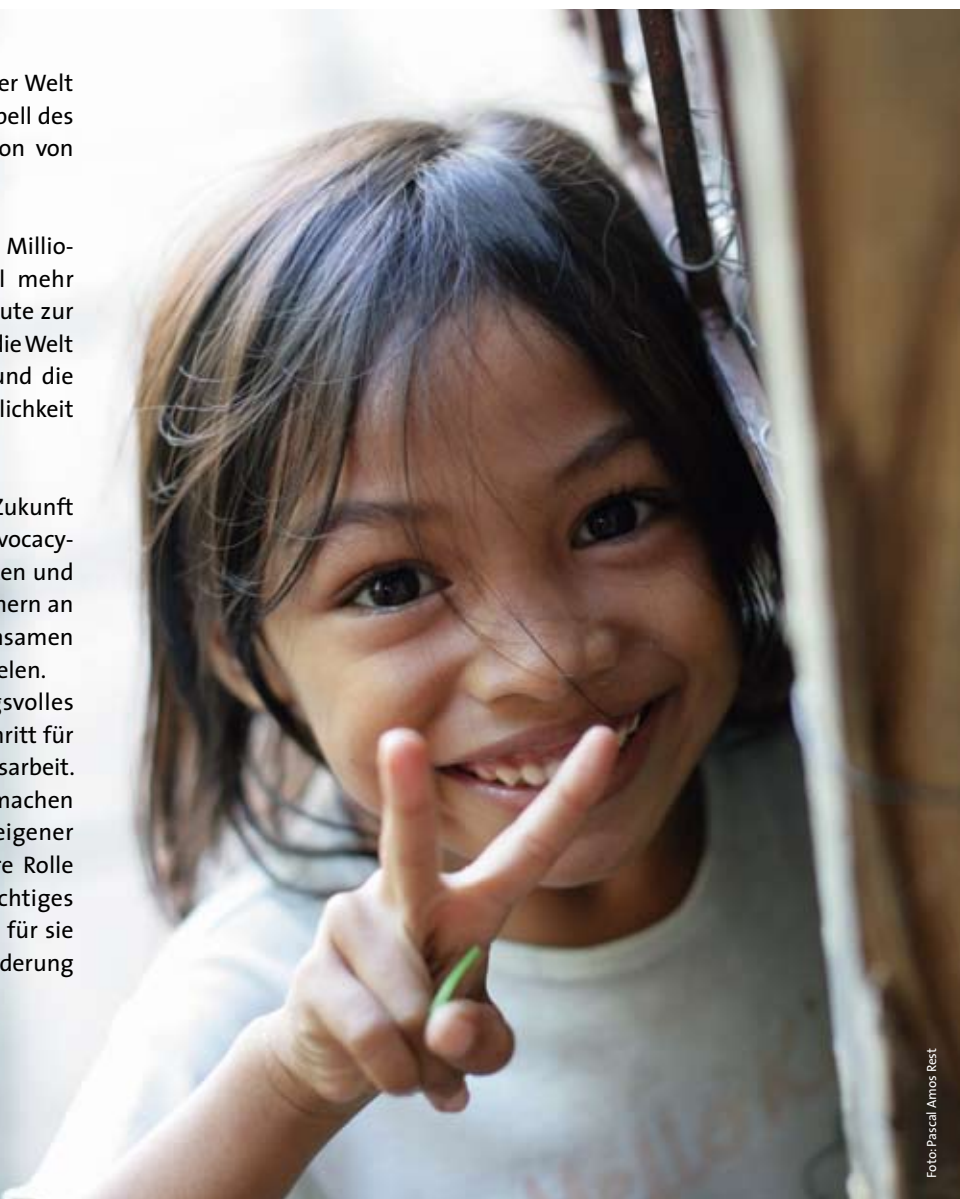 er Welt
bell des
on von
Millio-
l mehr
ute zur
die Welt
und die
lichkeit
Zukunft
vocacy-
en und
nern an
nsamen
elen.
gsvolles
ritt für
sarbeit.
machen
eigener
re Rolle
chtiges
für sie
derung
Foto: Pascal Amos Rest